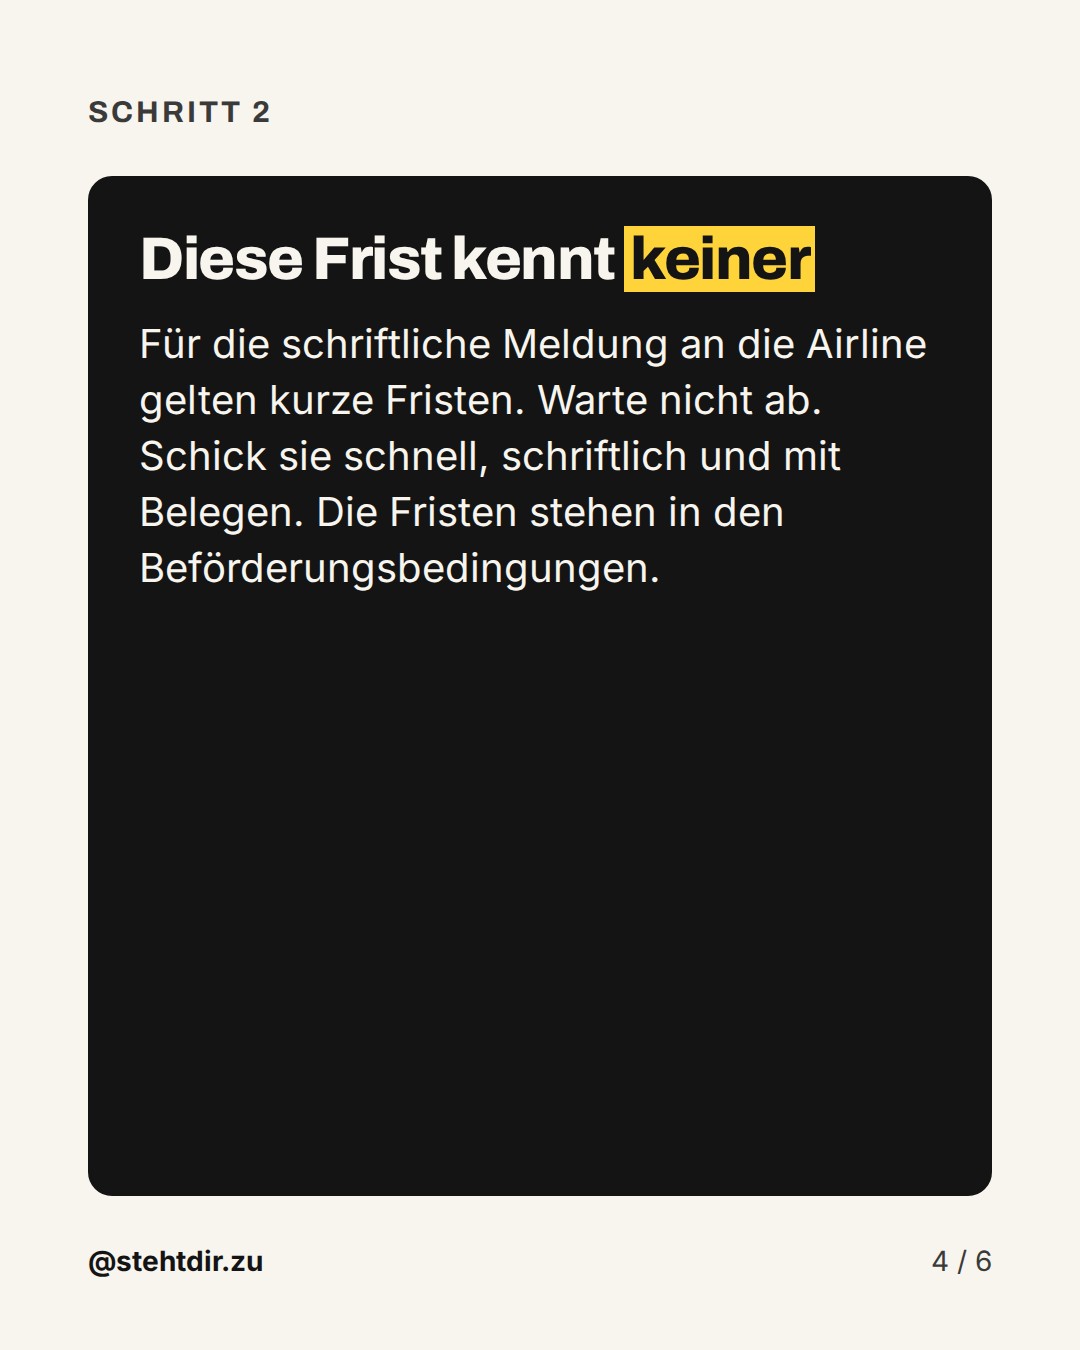 SCHRITT 2
Diese Frist kennt keiner
Für die schriftliche Meldung an die Airline
gelten kurze Fristen. Warte nicht ab.
Schick sie schnell, schriftlich und mit
Belegen. Die Fristen stehen in den
Beförderungsbedingungen.
@stehtdir.zu
4 / 6